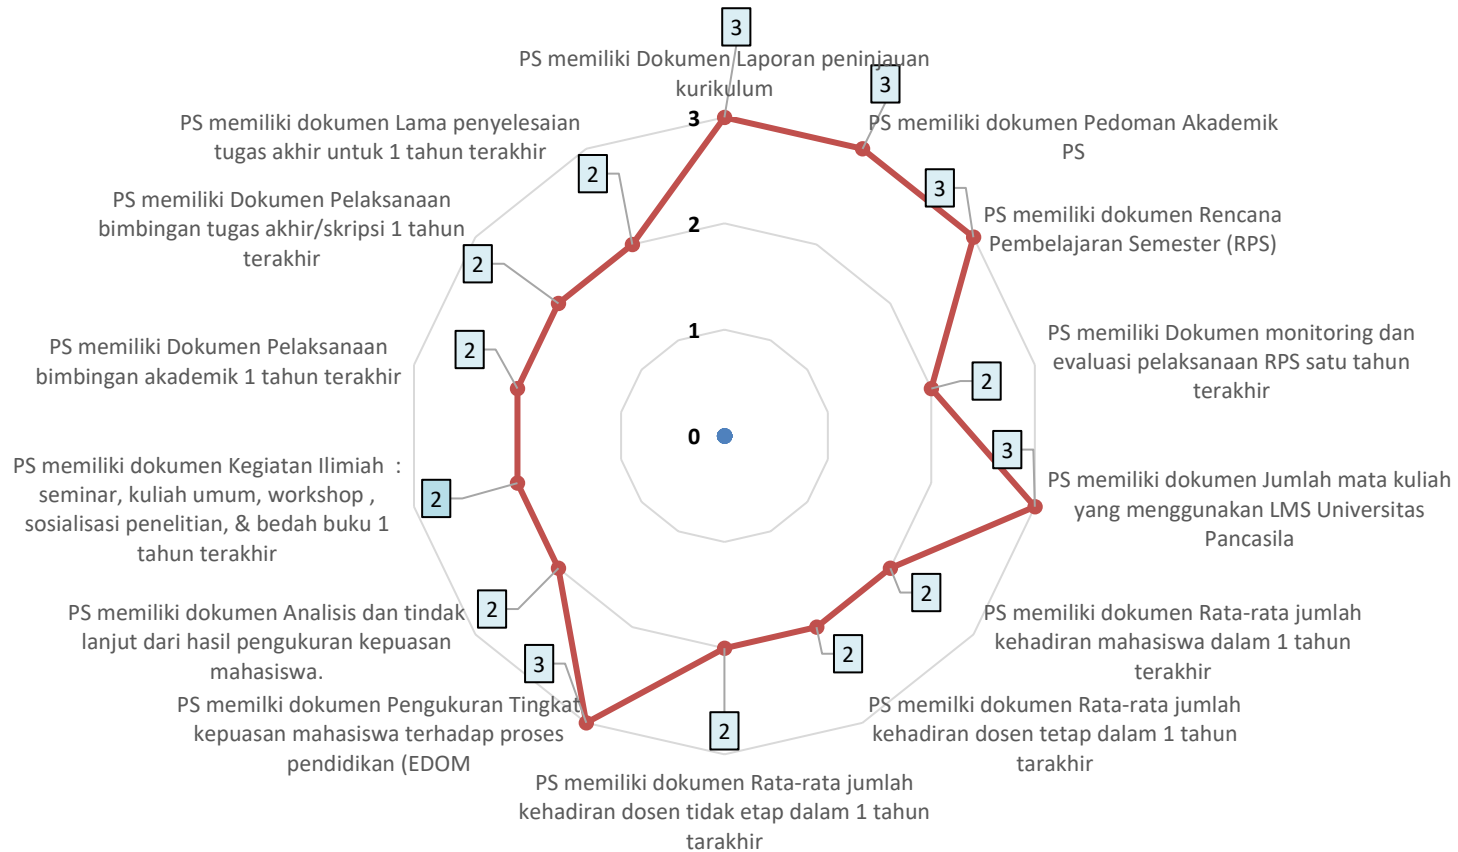 3
PS memiliki Dokumen Laporan peninjauan
kurikulum
3
PS memiliki dokumen Pedoman Akademik
PS
3
PS memiliki dokumen Rencana
Pembelajaran Semester (RPS)
PS memiliki Dokumen monitoring dan
evaluasi pelaksanaan RPS satu tahun
terakhir
2
3
PS memiliki dokumen Jumlah mata kuliah
yang menggunakan LMS Universitas
Pancasila
2
PS memiliki dokumen Rata-rata jumlah
kehadiran mahasiswa dalam 1 tahun
terakhir
2
PS memiliki dokumen Rata-rata jumlah
kehadiran dosen tetap dalam 1 tahun
tarakhir
2
PS memiliki dokumen Rata-rata jumlah
kehadiran dosen tidak etap dalam 1 tahun
tarakhir
3
PS memilki dokumen Pengukuran Tingkat
kepuasan mahasiswa terhadap proses
pendidikan (EDOM
2
PS memiliki dokumen Analisis dan tindak
lanjut dari hasil pengukuran kepuasan
mahasiswa.
2
PS memiliki dokumen Kegiatan Ilimiah :
seminar, kuliah umum, workshop ,
sosialisasi penelitian, & bedah buku 1
tahun terakhir
2
PS memiliki Dokumen Pelaksanaan
bimbingan akademik 1 tahun terakhir
2
PS memiliki Dokumen Pelaksanaan
bimbingan tugas akhir/skripsi 1 tahun
terakhir
2
PS memiliki dokumen Lama penyelesaian
tugas akhir untuk 1 tahun terakhir
3
2
1
0